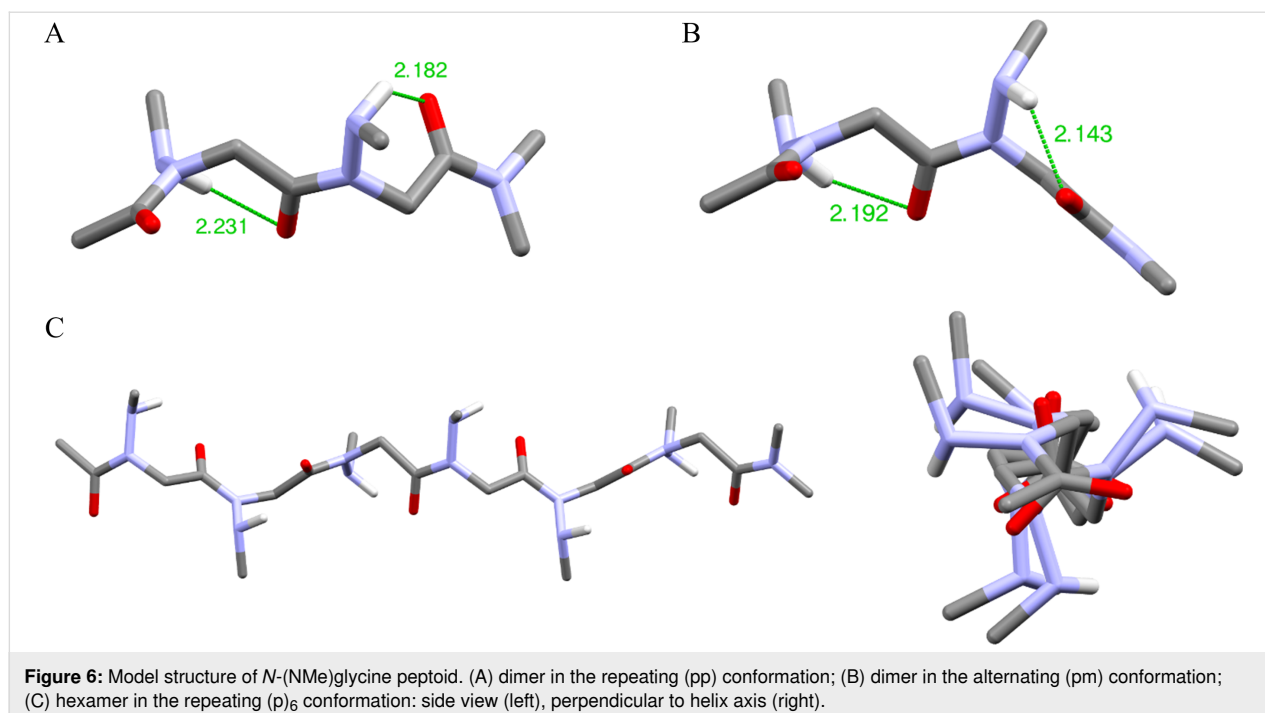 A
B
2.182
2.231
2.143
2.192
C
Figure 6: Model structure of N-(NMe)glycine peptoid. (A) dimer in the repeating (pp) conformation; (B) dimer in the alternating (pm) conformation;
(C) hexamer in the repeating (p)6 conformation: side view (left), perpendicular to helix axis (right).